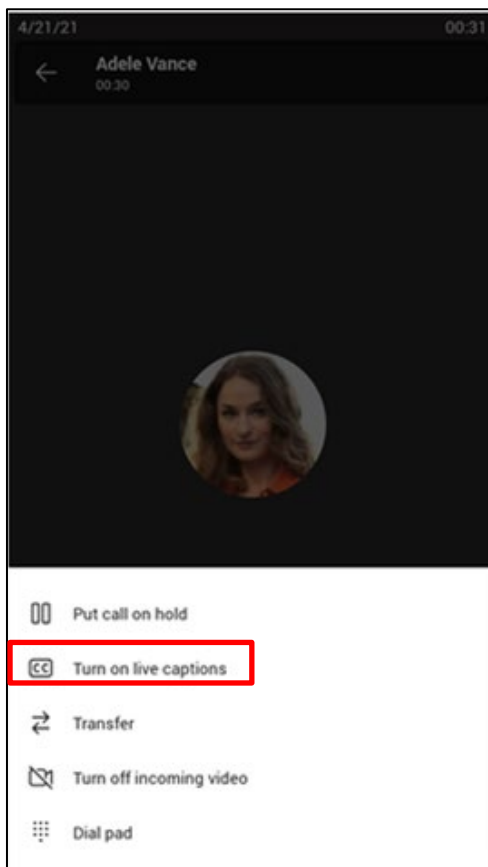 4/21/21 00:31
Adele Vance
00:30
Put call on hold
CC Turn on live captions
Transfer
Turn off incoming video
Dial pad